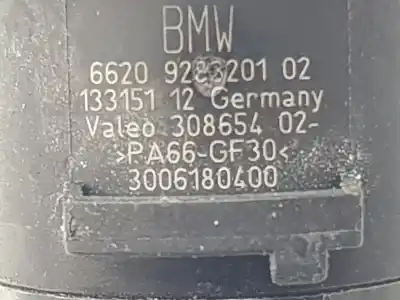 BMW
6620 9283201 02
133151 12 Germany
Valeo 308654 02-
>PA66-GF30<
3006180400